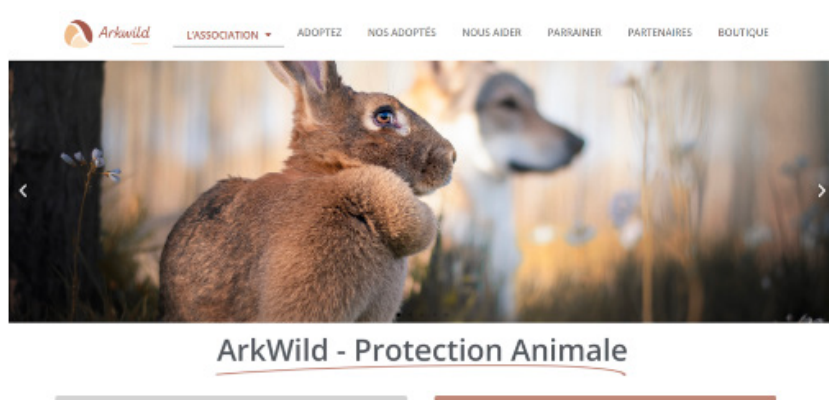 Arkwild L'ASSOCIATION ADOPTEZ NOS ADOPTÉS NOUS AIDER PARRAINER PARTENAIRES BOUTIQUE
ArkWild - Protection Animale